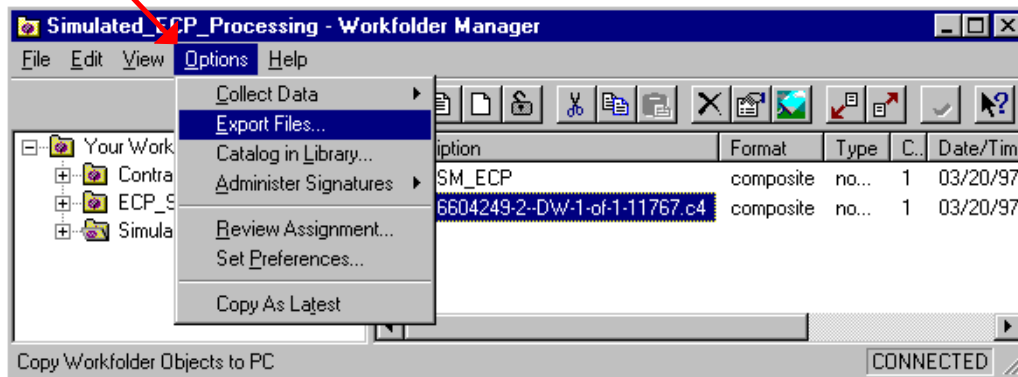 Simulated_ECP_Processing - Workfolder Manager
File Edit View Options Help
Collect Data
Export Files...
Catalog in Library...
Administer Signatures
Review Assignment...
Set Preferences...
Copy As Latest
Your Work
Contra
ECP_S
Simula
iption Format Type C.. Date/Tim
SM_ECP composite no... 1 03/20/97
6604249-2--DW-1-of-1-11767.c4 composite no... 1 03/20/97
Copy Workfolder Objects to PC CONNECTED